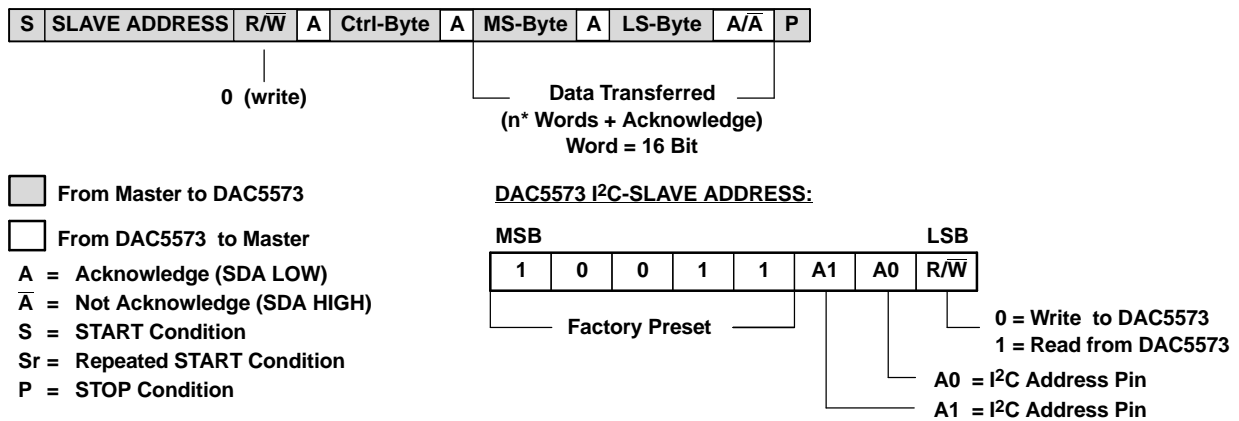 S SLAVE ADDRESS R/W̅ A Ctrl-Byte A MS-Byte A LS-Byte A/A̅ P
0 (write)
Data Transferred
(n* Words + Acknowledge)
Word = 16 Bit
From Master to DAC5573
From DAC5573 to Master
A = Acknowledge (SDA LOW)
A̅ = Not Acknowledge (SDA HIGH)
S = START Condition
Sr = Repeated START Condition
P = STOP Condition
DAC5573 I²C-SLAVE ADDRESS:
MSB LSB
1 0 0 1 1 A1 A0 R/W̅
Factory Preset
0 = Write to DAC5573
1 = Read from DAC5573
A0 = I²C Address Pin
A1 = I²C Address Pin